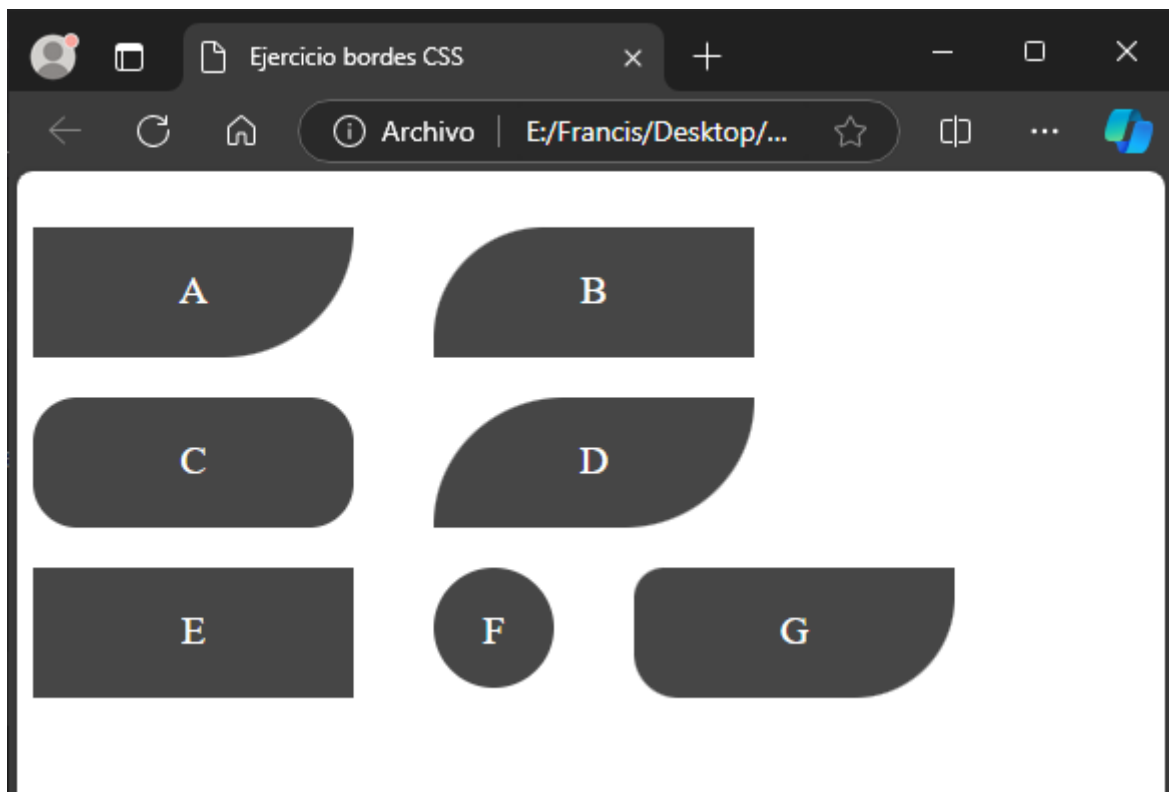 Ejercicio bordes CSS
Archivo E:/Francis/Desktop/...
A B
C D
E F G